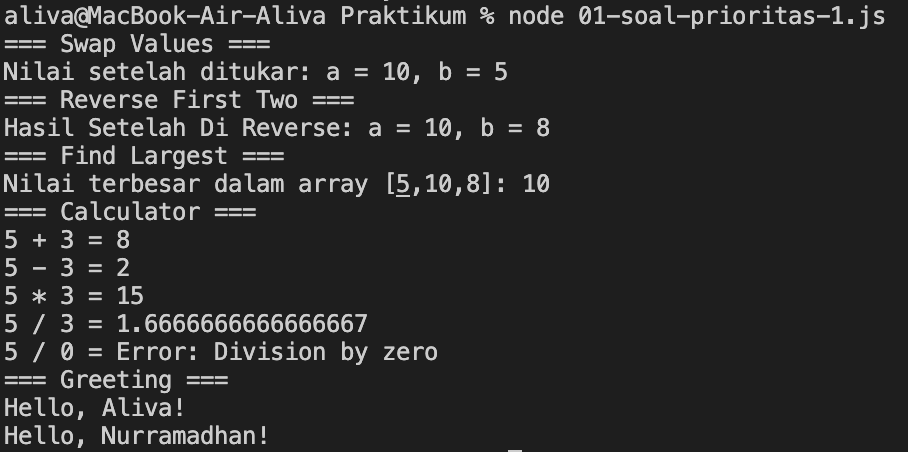 aliva@MacBook-Air-Aliva Praktikum % node 01-soal-prioritas-1.js
=== Swap Values ===
Nilai setelah ditukar: a = 10, b = 5
=== Reverse First Two ===
Hasil Setelah Di Reverse: a = 10, b = 8
=== Find Largest ===
Nilai terbesar dalam array [5,10,8]: 10
=== Calculator ===
5 + 3 = 8
5 - 3 = 2
5 * 3 = 15
5 / 3 = 1.6666666666666667
5 / 0 = Error: Division by zero
=== Greeting ===
Hello, Aliva!
Hello, Nurramadhan!